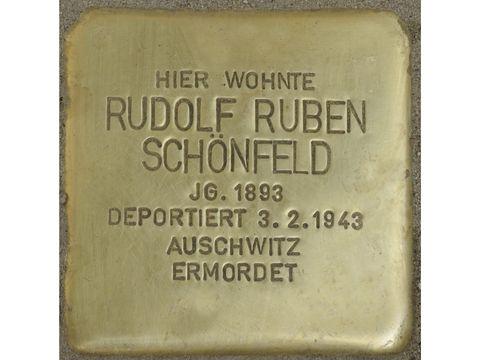 HIER WOHNTE
RUDOLF RUBEN
SCHÖNFELD
JG. 1893
DEPORTIERT 3.2.1943
AUSCHWITZ
ERMORDET